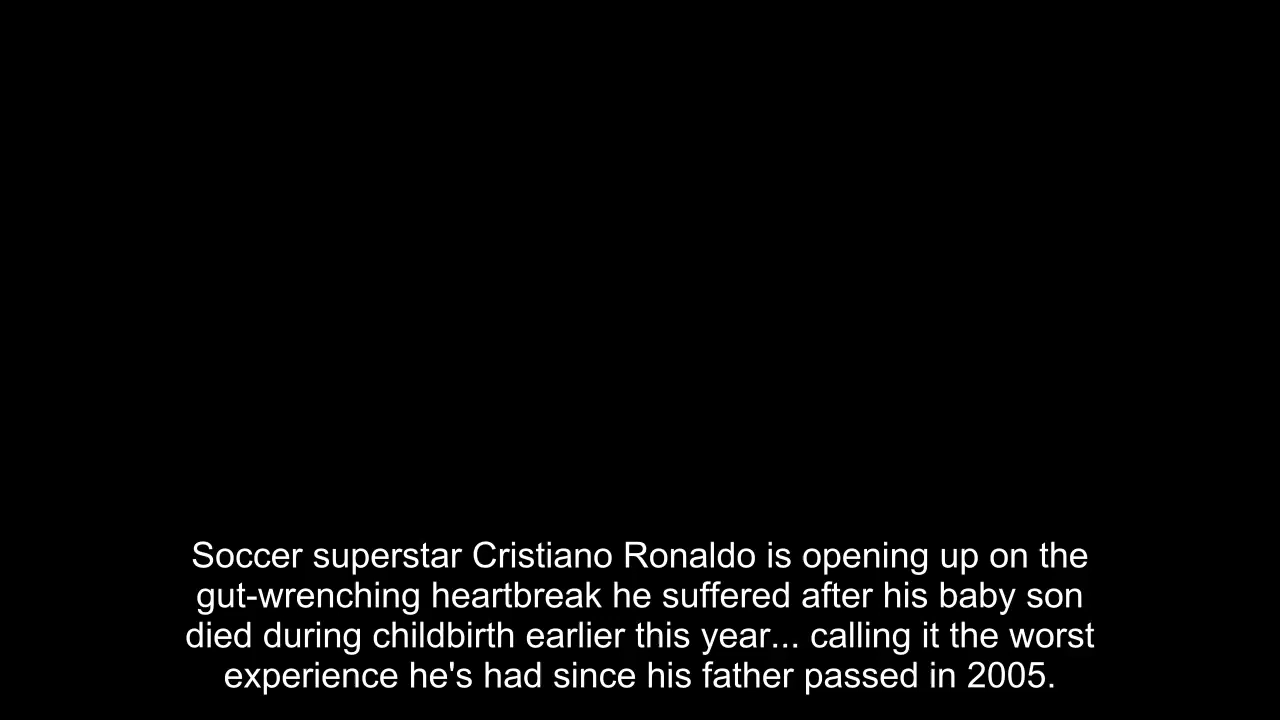 Soccer superstar Cristiano Ronaldo is opening up on the
gut-wrenching heartbreak he suffered after his baby son
died during childbirth earlier this year... calling it the worst
experience he's had since his father passed in 2005.